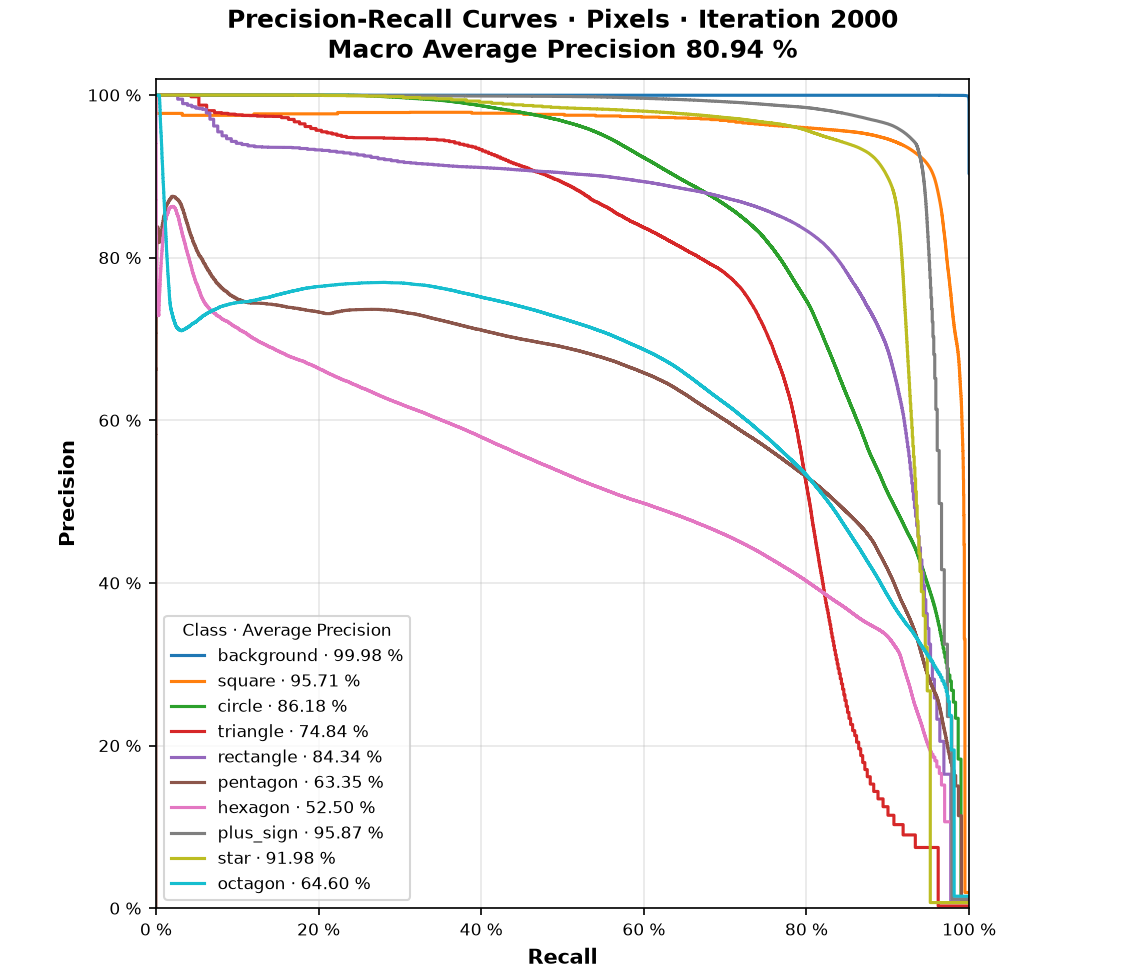 Precision-Recall Curves · Pixels · Iteration 2000
Macro Average Precision 80.94 %
100 %
80 %
60 %
40 %
20 %
0 %
Precision
Class · Average Precision
background · 99.98 %
square · 95.71 %
circle · 86.18 %
triangle · 74.84 %
rectangle · 84.34 %
pentagon · 63.35 %
hexagon · 52.50 %
plus_sign · 95.87 %
star · 91.98 %
octagon · 64.60 %
0 %
20 %
40 %
60 %
80 %
100 %
Recall